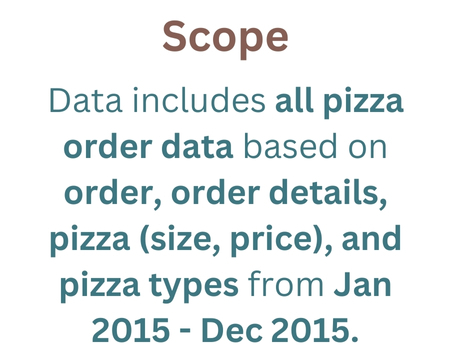 Scope
Data includes all pizza
order data based on
order, order details,
pizza (size, price), and
pizza types from Jan
2015 - Dec 2015.